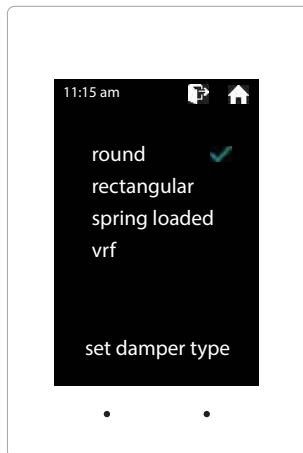 11:15 am
round
rectangular
spring loaded
vrf
set damper type